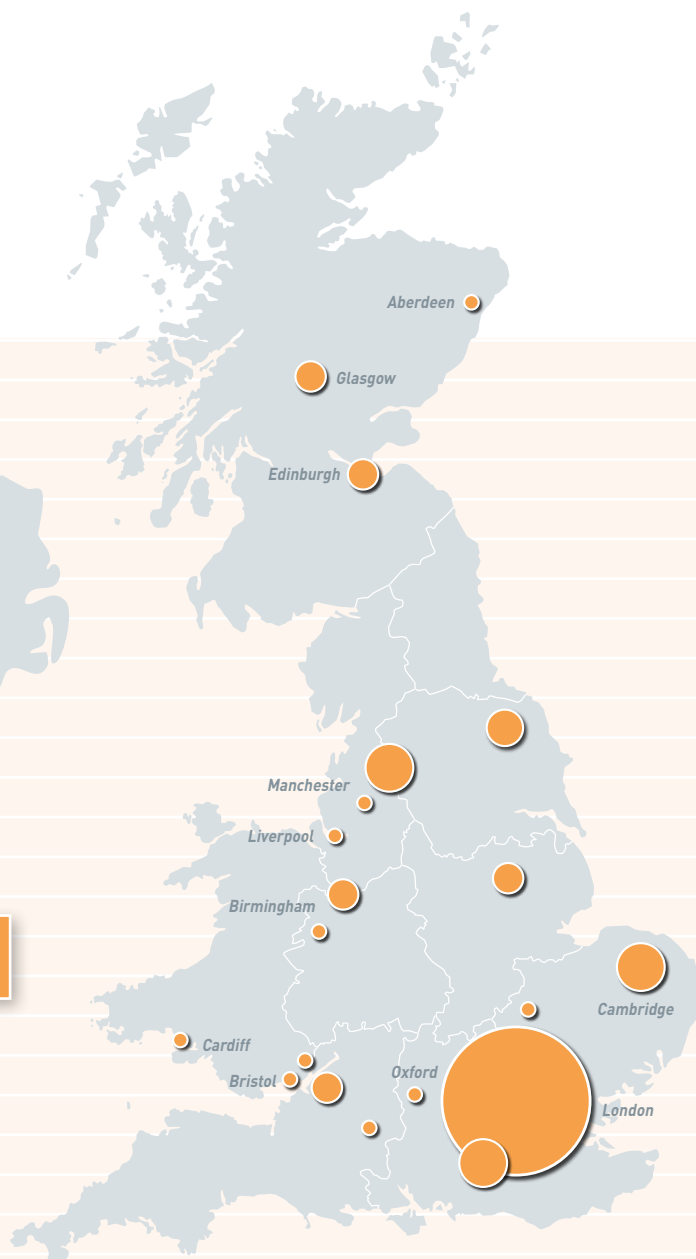 Aberdeen
Glasgow
Edinburgh
Manchester
Liverpool
Birmingham
Cambridge
Cardiff
Oxford
Bristol
London